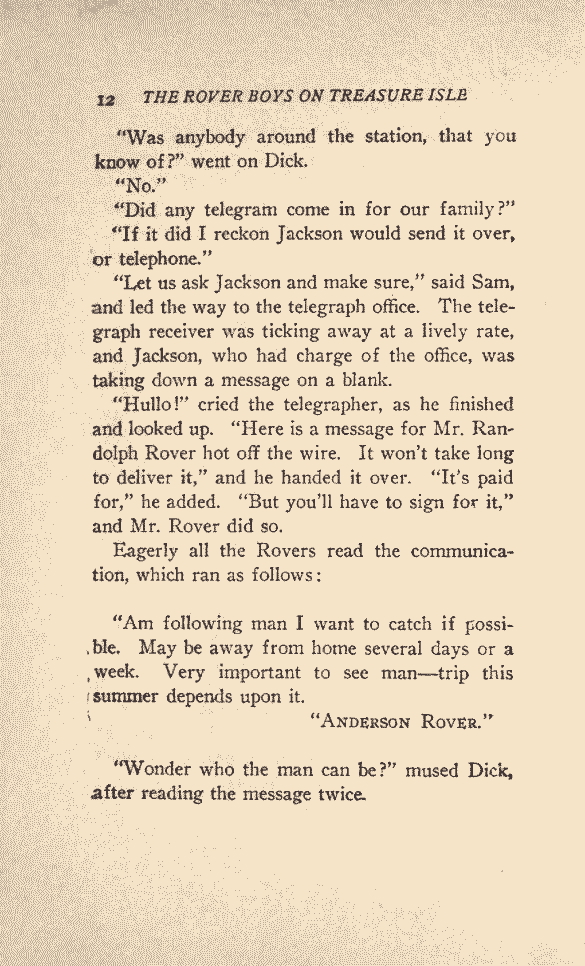 12 THE ROVER BOYS ON TREASURE ISLE
“Was anybody around the station, that you
know of?” went on Dick.
“No.”
“Did any telegram come in for our family?”
“If it did I reckon Jackson would send it over,
or telephone.”
“Let us ask Jackson and make sure,” said Sam,
and led the way to the telegraph office. The tele-
graph receiver was ticking away at a lively rate,
and Jackson, who had charge of the office, was
taking down a message on a blank.
“Hullo!” cried the telegrapher, as he finished
and looked up. “Here is a message for Mr. Ran-
dolph Rover hot off the wire. It won’t take long
to deliver it,” and he handed it over. “It’s paid
for,” he added. “But you’ll have to sign for it,”
and Mr. Rover did so.
Eagerly all the Rovers read the communica-
tion, which ran as follows:
“Am following man I want to catch if possi-
ble. May be away from home several days or a
week. Very important to see man—trip this
summer depends upon it.
“ANDERSON ROVER.”
“Wonder who the man can be?” mused Dick,
after reading the message twice.